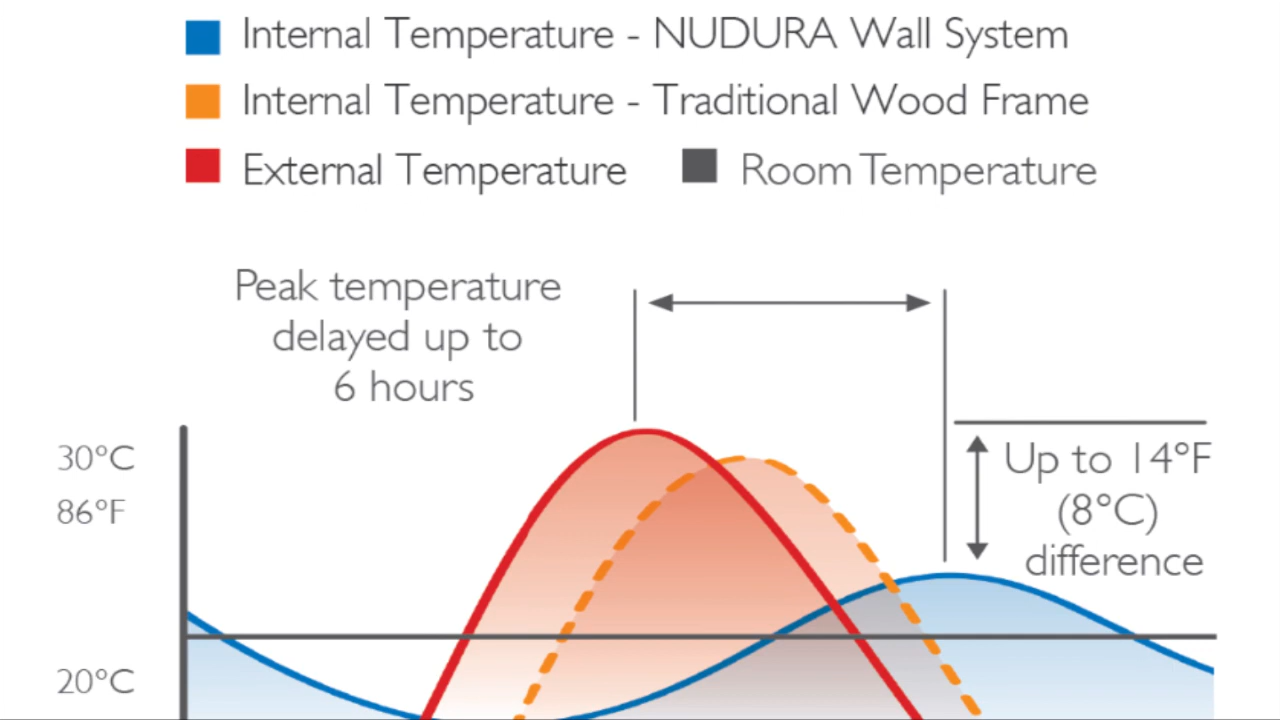 Internal Temperature - NUDURA Wall System
Internal Temperature - Traditional Wood Frame
External Temperature
Room Temperature
Peak temperature
delayed up to
6 hours
30°C
86°F
Up to 14°F
(8°C)
difference
20°C